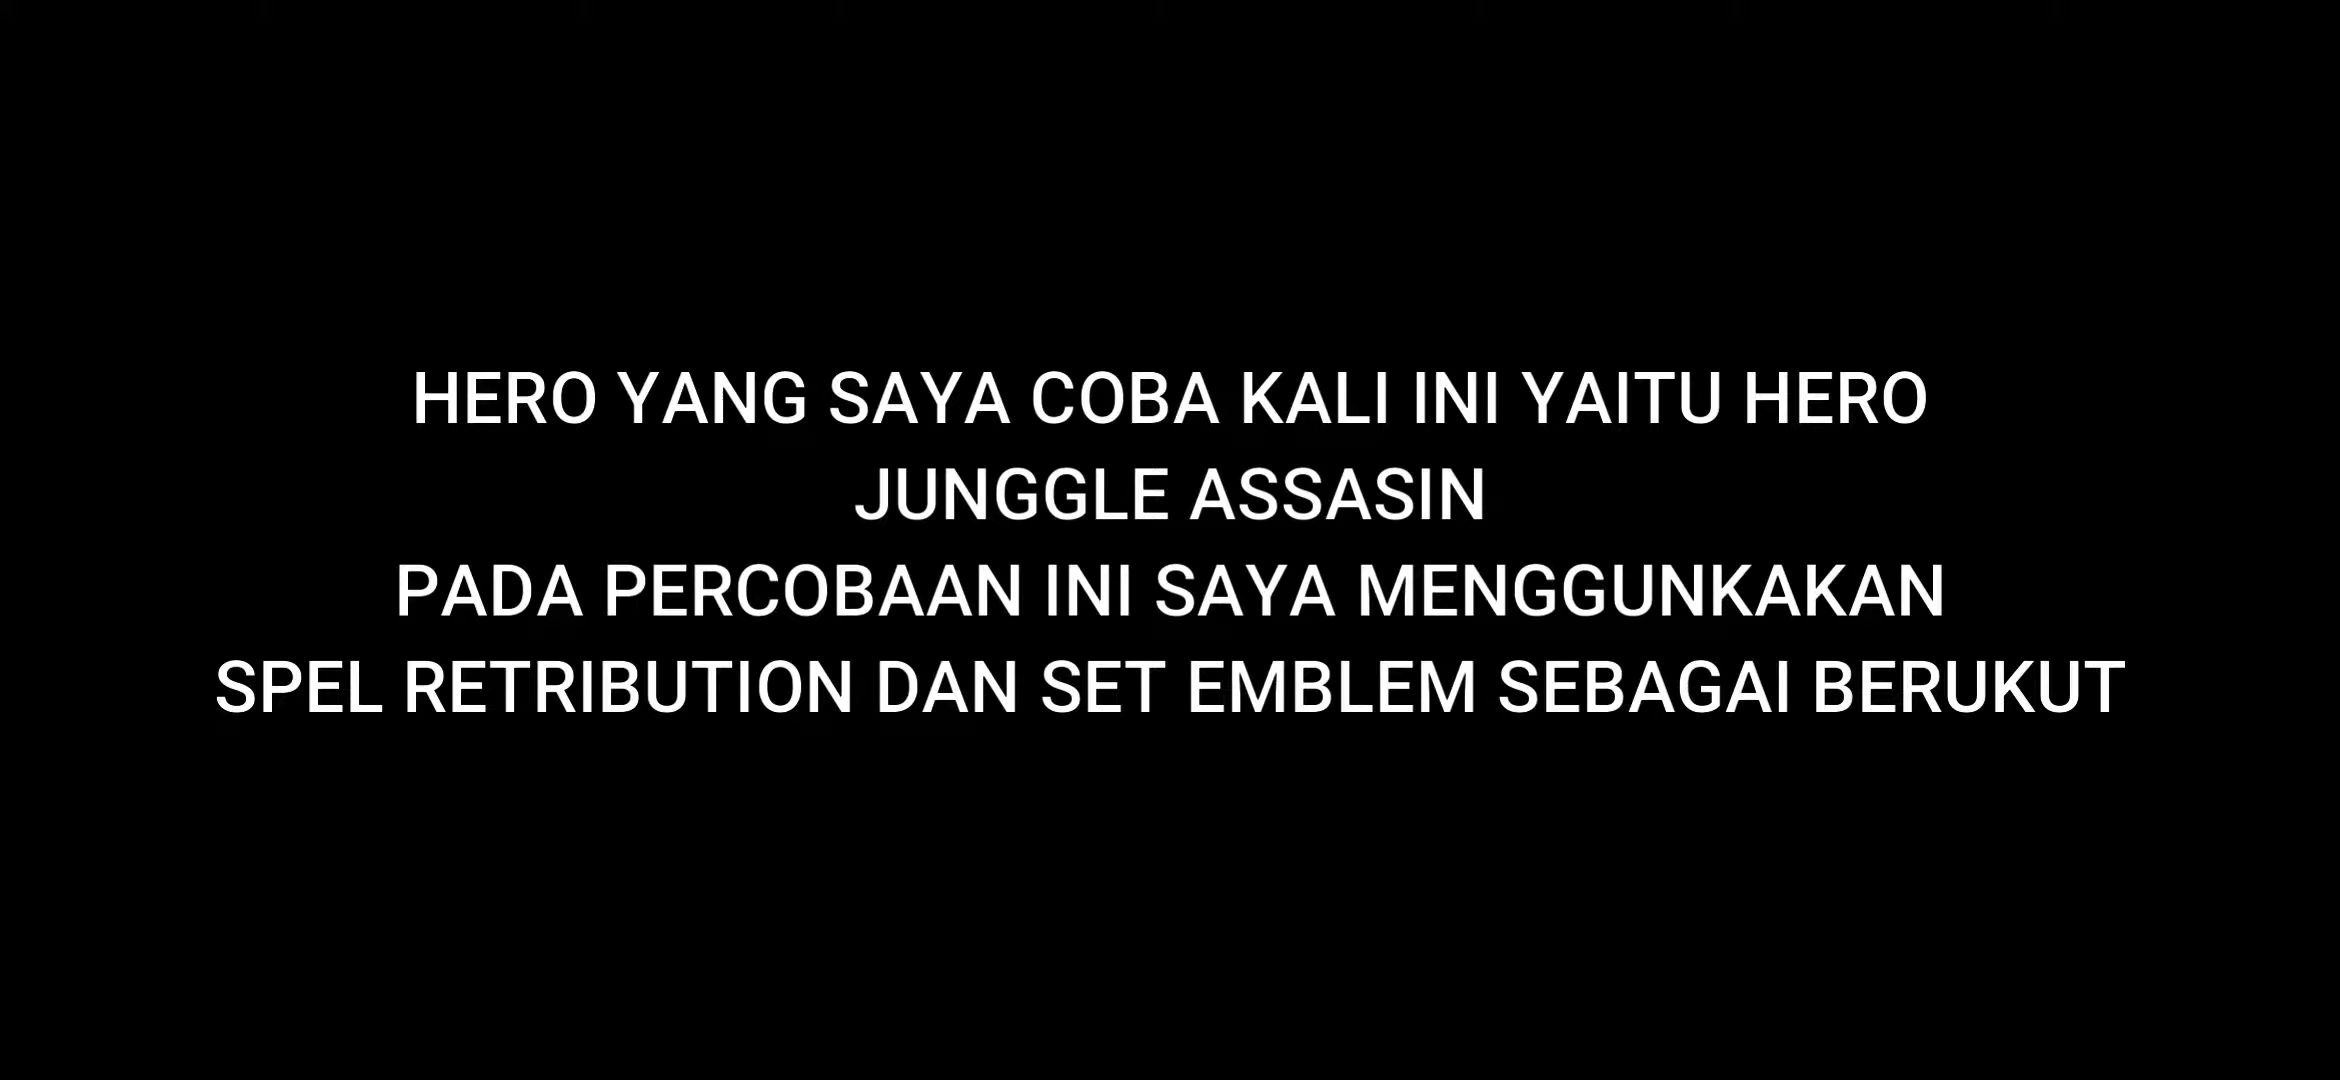 HERO YANG SAYA COBA KALI INI YAITU HERO
JUNGGLE ASSASIN
PADA PERCOBAAN INI SAYA MENGGUNKAKAN
SPEL RETRIBUTION DAN SET EMBLEM SEBAGAI BERUKUT